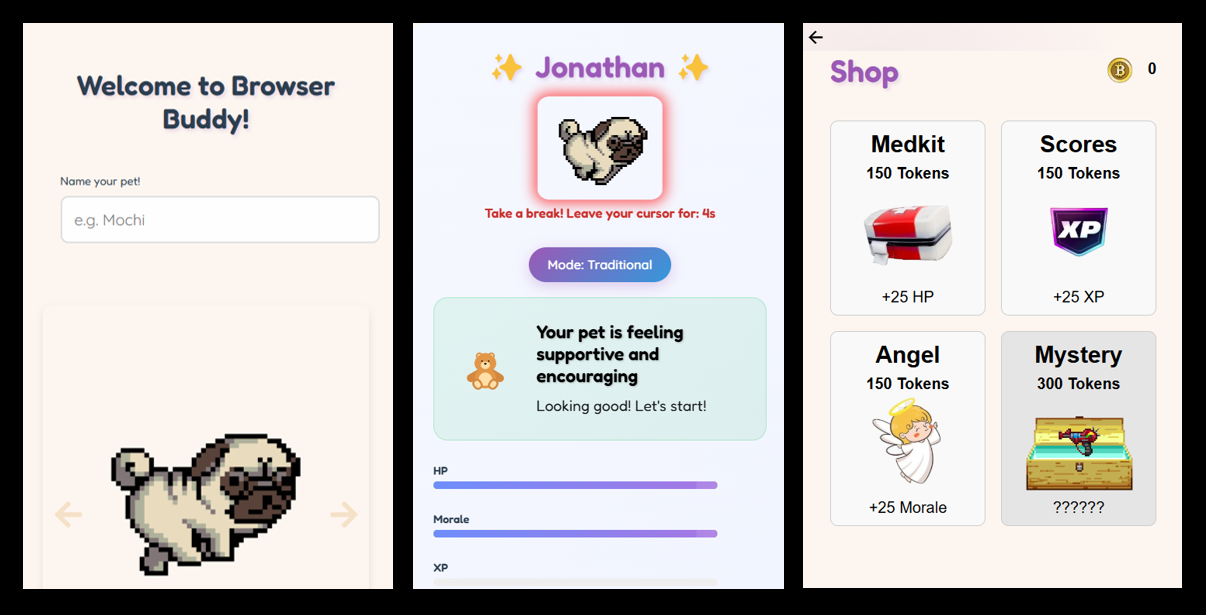 Welcome to Browser
Buddy!
Name your pet!
e.g. Mochi
Jonathan
Take a break! Leave your cursor for: 4s
Mode: Traditional
Your pet is feeling
supportive and
encouraging
Looking good! Let's start!
HP
Morale
XP
Shop
B
0
Medkit
150 Tokens
+25 HP
Scores
150 Tokens
XP
+25 XP
Angel
150 Tokens
+25 Morale
Mystery
300 Tokens
??????